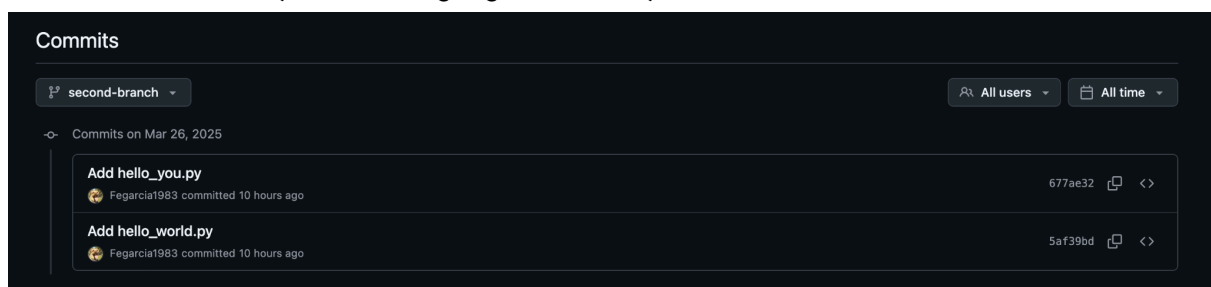 Commits
second-branch
All users
All time
Commits on Mar 26, 2025
Add hello_you.py
Fegarcia1983 committed 10 hours ago
677ae32
Add hello_world.py
Fegarcia1983 committed 10 hours ago
5af39bd